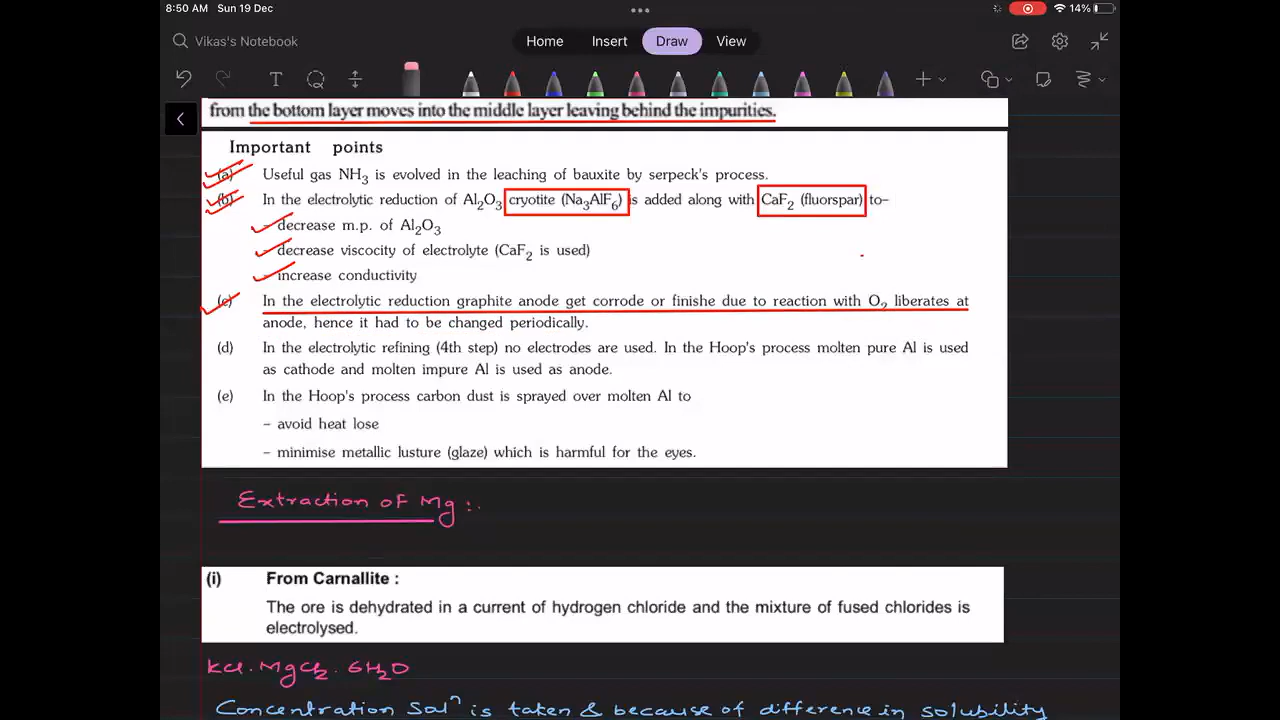 8:50 AM Sun 19 Dec
14%
Vikas's Notebook
Home Insert Draw View
from the bottom layer moves into the middle layer leaving behind the impurities.
Important points
(a) Useful gas NH3 is evolved in the leaching of bauxite by serpeck's process.
(b) In the electrolytic reduction of Al2O3 cryotite (Na3AlF6) is added along with CaF2 (fluorspar) to–
– decrease m.p. of Al2O3
– decrease viscocity of electrolyte (CaF2 is used)
– increase conductivity
(c) In the electrolytic reduction graphite anode get corrode or finishe due to reaction with O2 liberates at
anode, hence it had to be changed periodically.
(d) In the electrolytic refining (4th step) no electrodes are used. In the Hoop's process molten pure Al is used
as cathode and molten impure Al is used as anode.
(e) In the Hoop's process carbon dust is sprayed over molten Al to
– avoid heat lose
– minimise metallic lusture (glaze) which is harmful for the eyes.
Extraction of Mg :.
(i) From Carnallite :
The ore is dehydrated in a current of hydrogen chloride and the mixture of fused chlorides is
electrolysed.
KCl . MgCl2 . 6H2O
Concentration Solⁿ is taken & because of difference in solubility